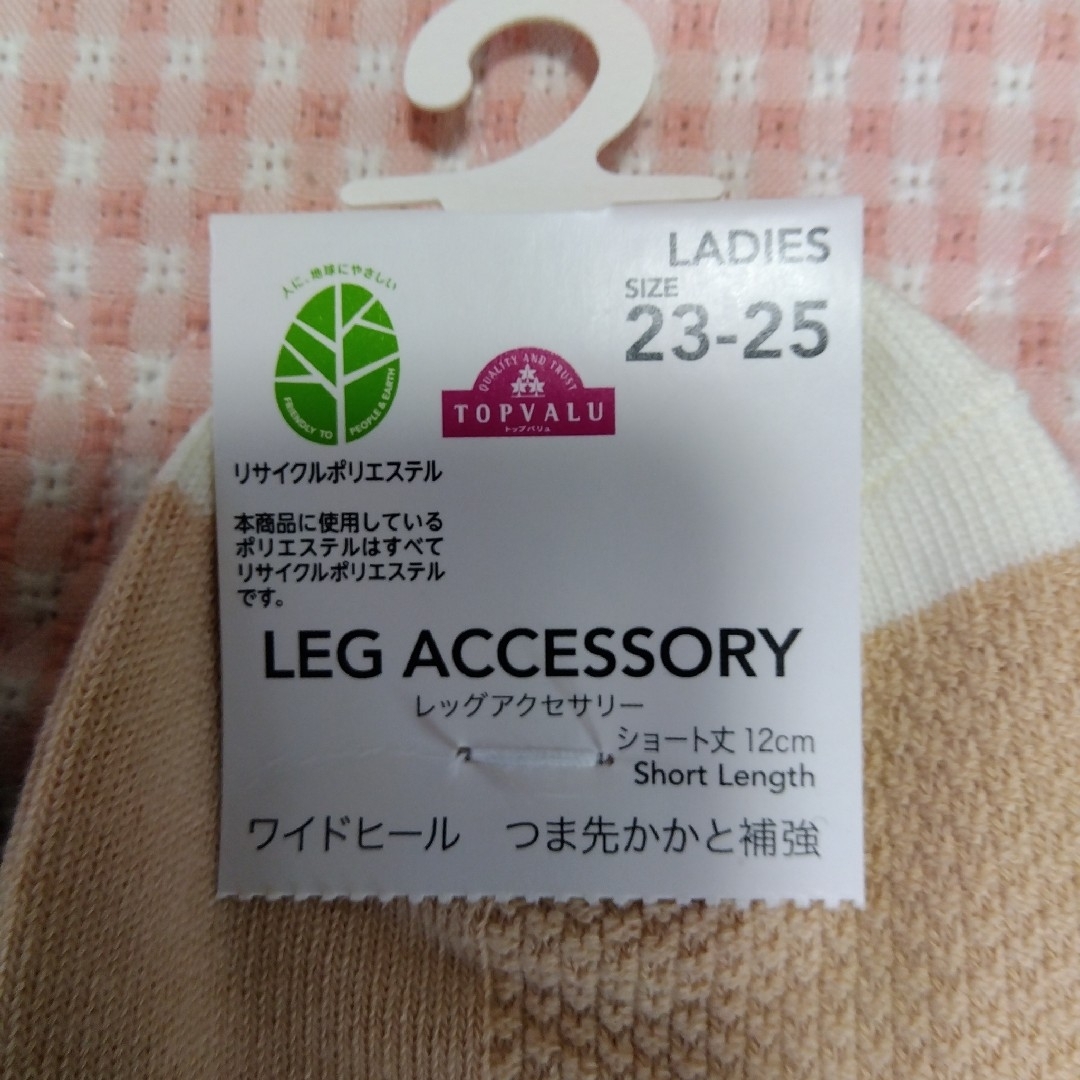 LADIES
SIZE
23-25
人に、地球にやさしい
FRIENDLY TO PEOPLE & EARTH
QUALITY AND TRUST
TOPVALU
トップバリュ
リサイクルポリエステル
本商品に使用している
ポリエステルはすべて
リサイクルポリエステル
です。
LEG ACCESSORY
レッグアクセサリー
ショート丈 12cm
Short Length
ワイドヒール つま先かかと補強